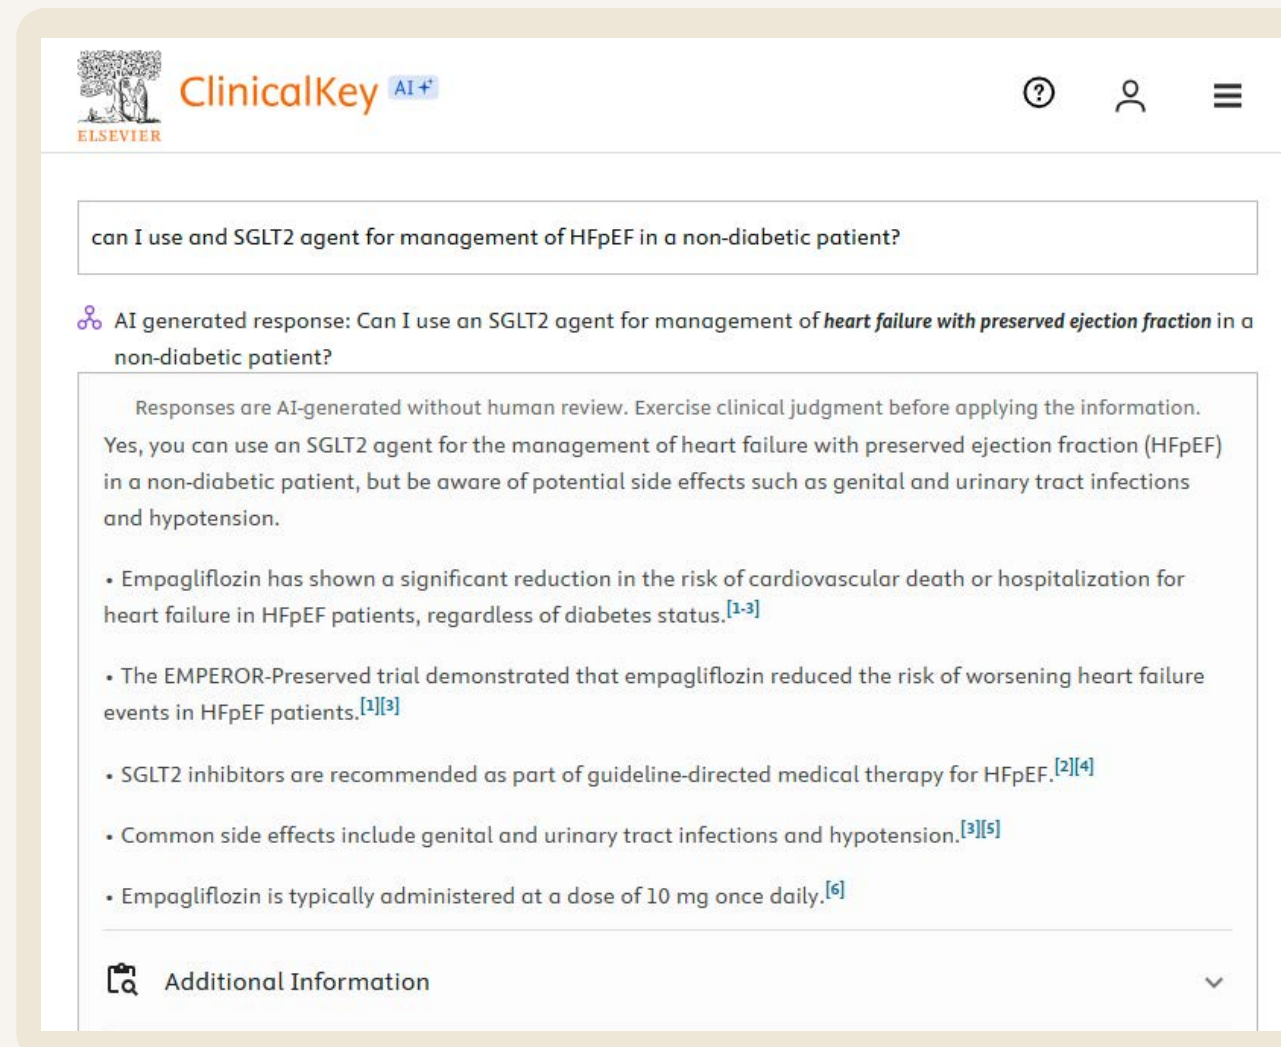 ELSEVIER
ClinicalKey AI+
can I use and SGLT2 agent for management of HFpEF in a non-diabetic patient?
AI generated response: Can I use an SGLT2 agent for management of heart failure with preserved ejection fraction in a
non-diabetic patient?
Responses are AI-generated without human review. Exercise clinical judgment before applying the information.
Yes, you can use an SGLT2 agent for the management of heart failure with preserved ejection fraction (HFpEF)
in a non-diabetic patient, but be aware of potential side effects such as genital and urinary tract infections
and hypotension.
• Empagliflozin has shown a significant reduction in the risk of cardiovascular death or hospitalization for
heart failure in HFpEF patients, regardless of diabetes status.[1-3]
• The EMPEROR-Preserved trial demonstrated that empagliflozin reduced the risk of worsening heart failure
events in HFpEF patients.[1][3]
• SGLT2 inhibitors are recommended as part of guideline-directed medical therapy for HFpEF.[2][4]
• Common side effects include genital and urinary tract infections and hypotension.[3][5]
• Empagliflozin is typically administered at a dose of 10 mg once daily.[6]
Additional Information